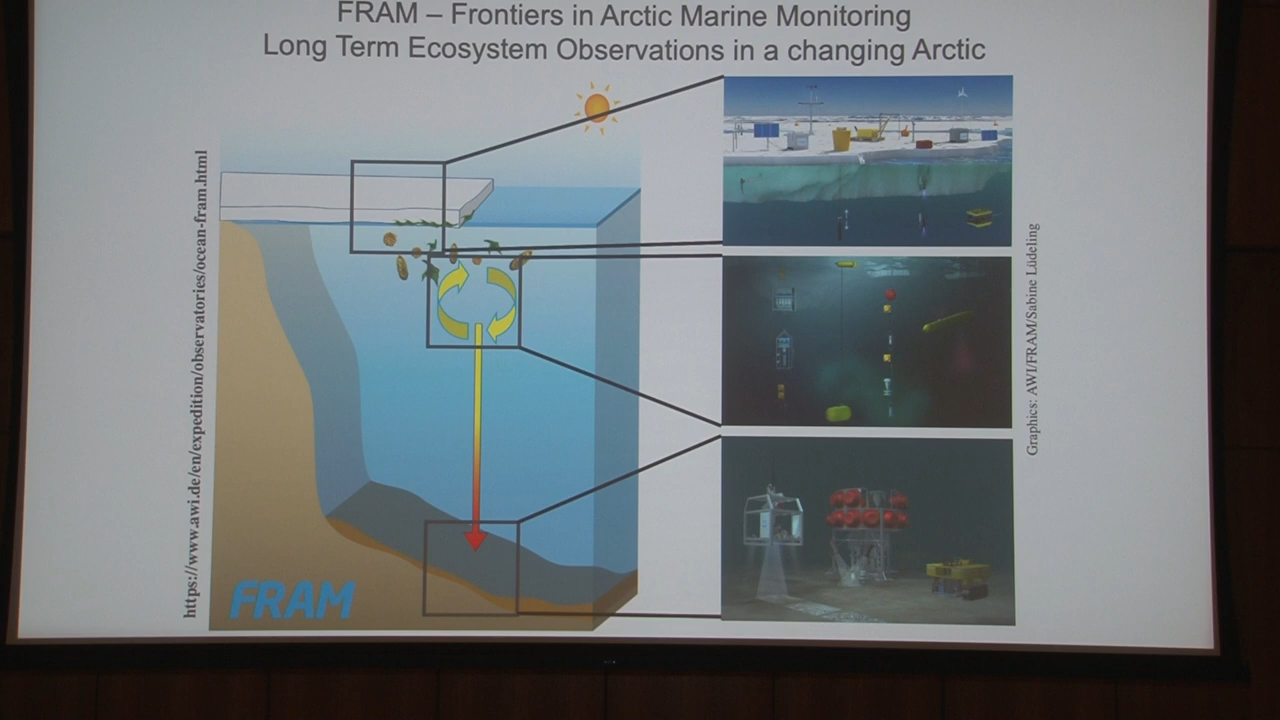 FRAM – Frontiers in Arctic Marine Monitoring
Long Term Ecosystem Observations in a changing Arctic
https://www.awi.de/en/expedition/observatories/ocean-fram.html
Graphics: AWI/FRAM/Sabine Lüdeling
FRAM